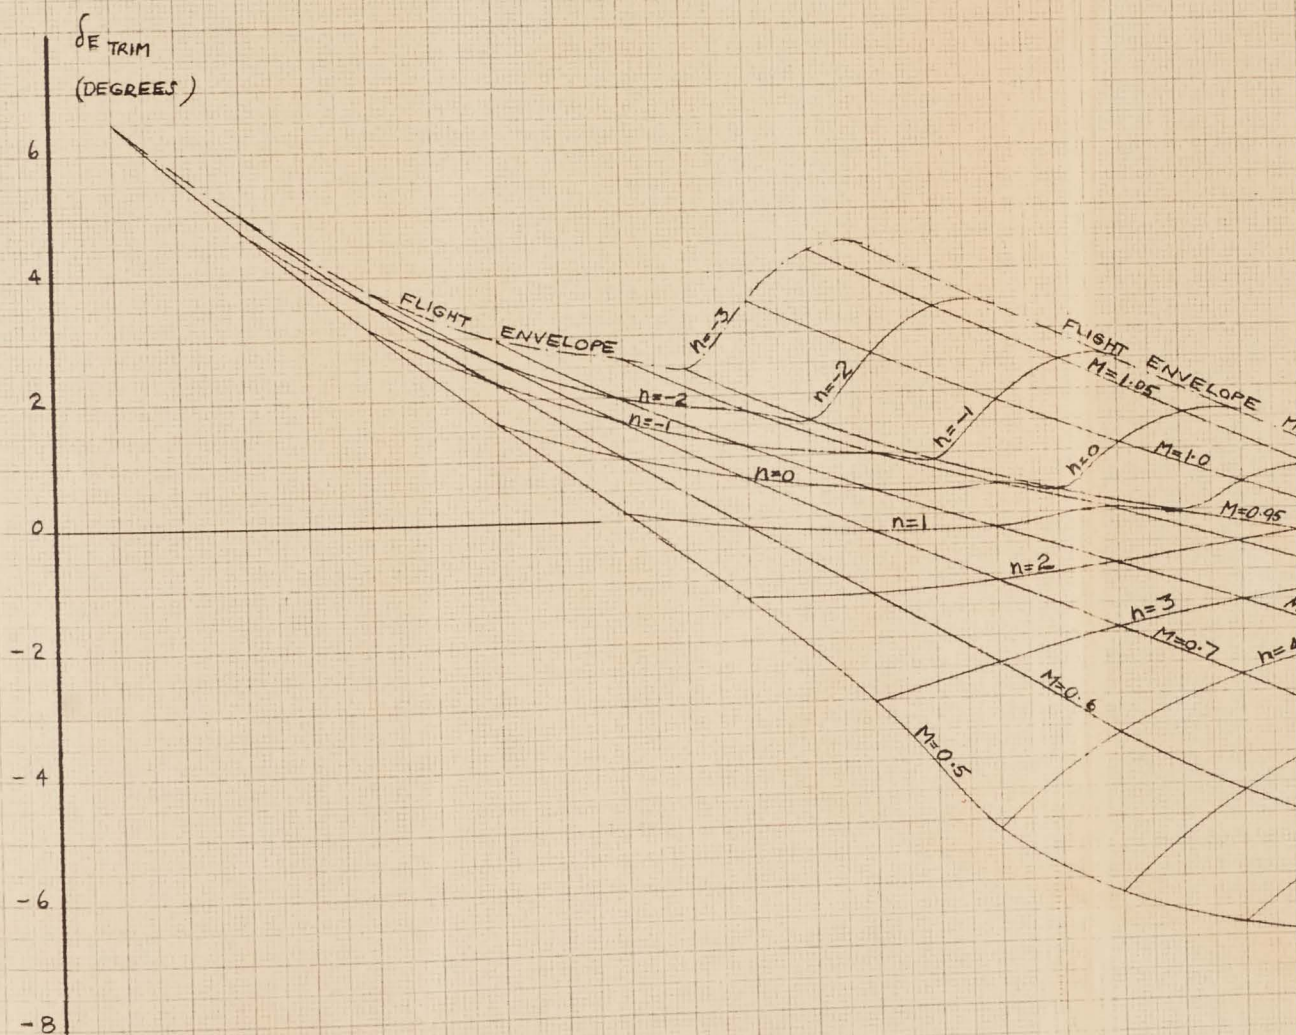 δE TRIM
(DEGREES)
6
4
2
0
-2
-4
-6
-8
FLIGHT ENVELOPE
n=-3
n=-2
n=-1
n=0
n=-2
n=-1
n=0
n=1
n=2
n=3
n=4
FLIGHT ENVELOPE
M=1.05
M=1.0
M=0.95
M=0.7
M=0.6
M=0.5